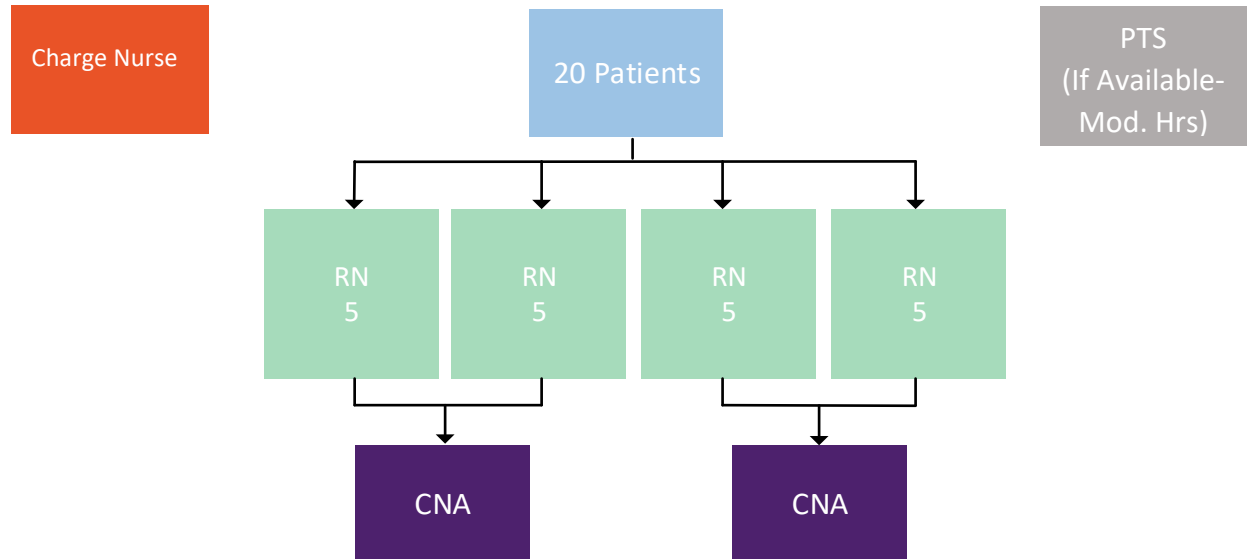 Charge Nurse
20 Patients
PTS
(If Available-
Mod. Hrs)
RN
5
RN
5
RN
5
RN
5
CNA
CNA